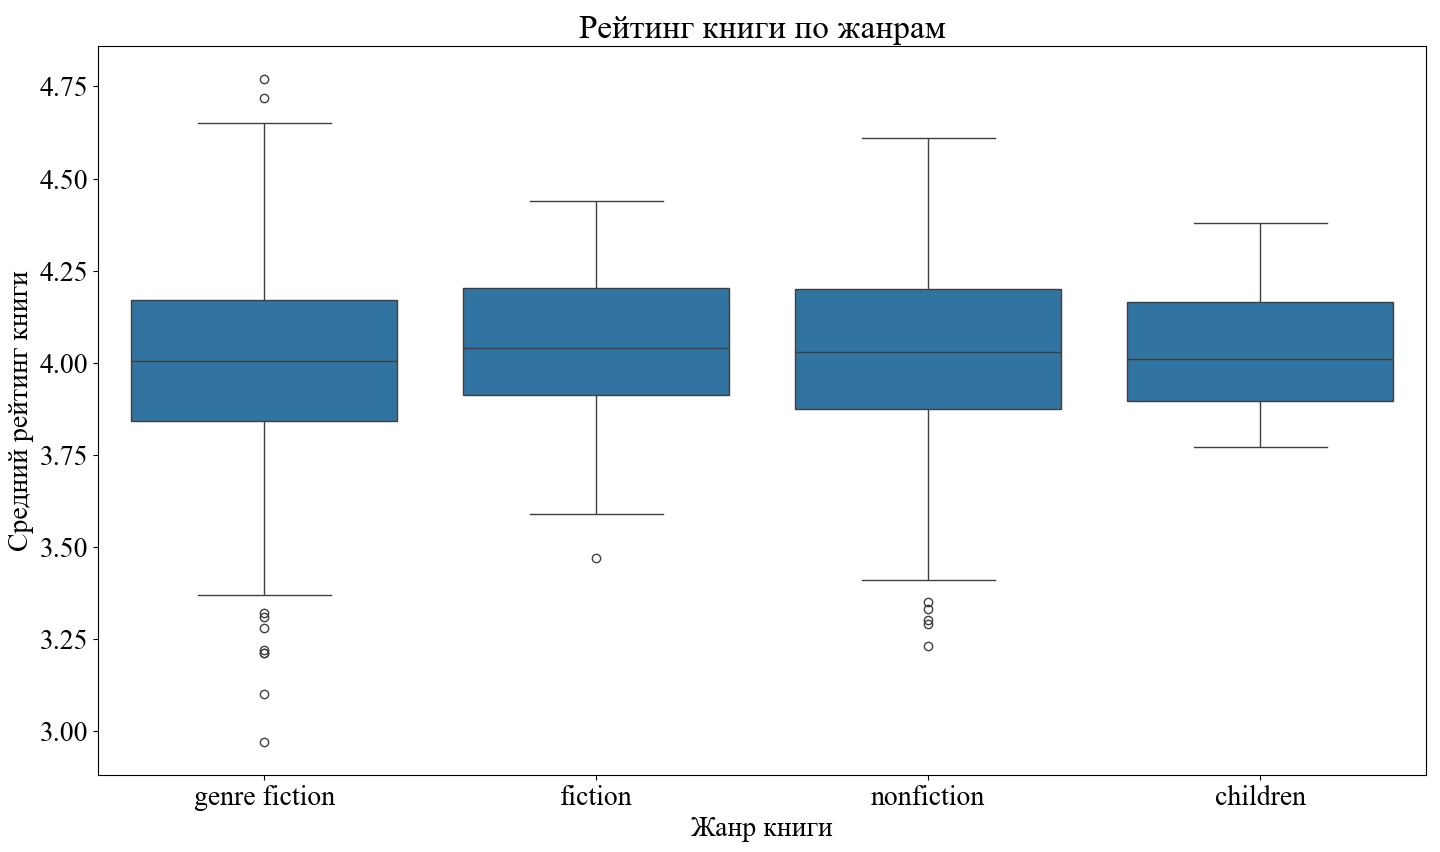 Рейтинг книги по жанрам
Средний рейтинг книги
4.75
4.50
4.25
4.00
3.75
3.50
3.25
3.00
genre fiction
fiction
nonfiction
children
Жанр книги